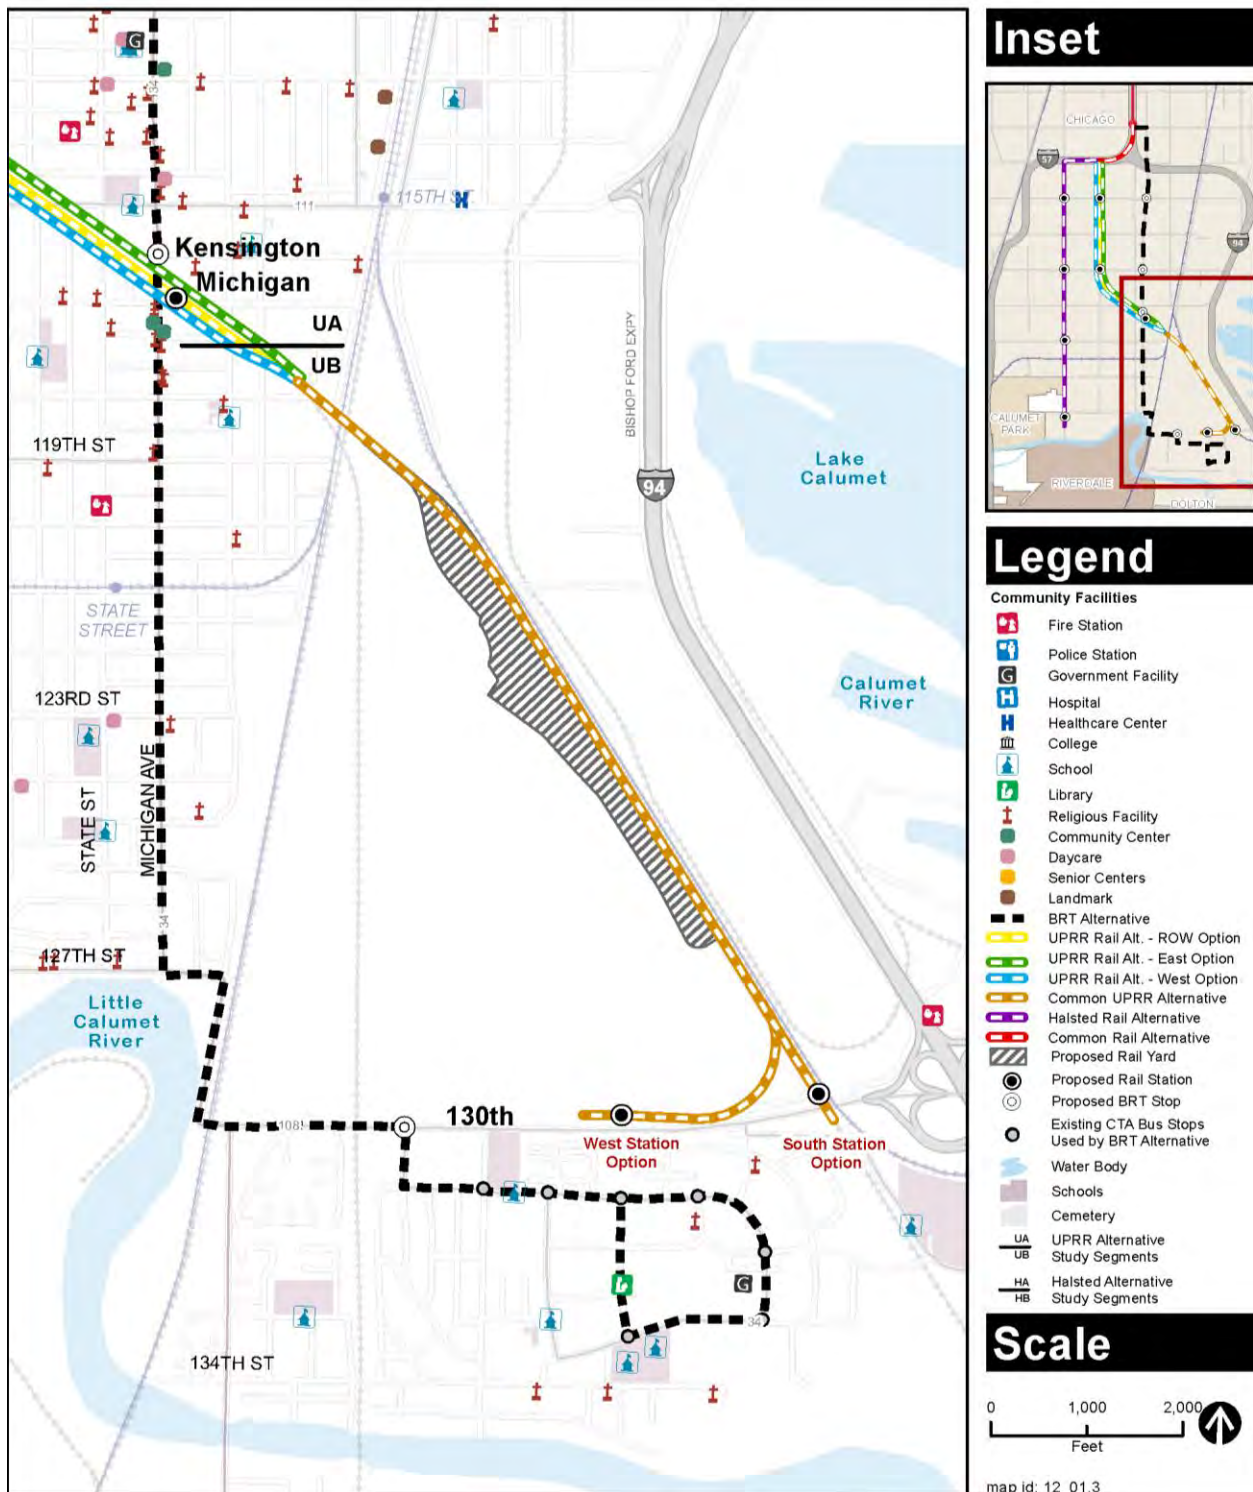 G
34
115TH ST.
111
Kensington
Michigan
UA
UB
BISHOP FORD EXPY
119TH ST
Lake
Calumet
94
STATE
STREET
Calumet
River
123RD ST
STATE ST
MICHIGAN AVE
34
127TH ST
Little
Calumet
River
130th
108
West Station
Option
South Station
Option
G
34
134TH ST
Inset
CHICAGO
57
94
CALUMET
PARK
RIVERDALE
DOLTON
Legend
Community Facilities
Fire Station
Police Station
G Government Facility
H Hospital
H Healthcare Center
College
School
Library
Religious Facility
Community Center
Daycare
Senior Centers
Landmark
BRT Alternative
UPRR Rail Alt. - ROW Option
UPRR Rail Alt. - East Option
UPRR Rail Alt. - West Option
Common UPRR Alternative
Halsted Rail Alternative
Common Rail Alternative
Proposed Rail Yard
Proposed Rail Station
Proposed BRT Stop
Existing CTA Bus Stops
Used by BRT Alternative
Water Body
Schools
Cemetery
UA UPRR Alternative
UB Study Segments
HA Halsted Alternative
HB Study Segments
Scale
0 1,000 2,000
Feet
map id: 12_01.3